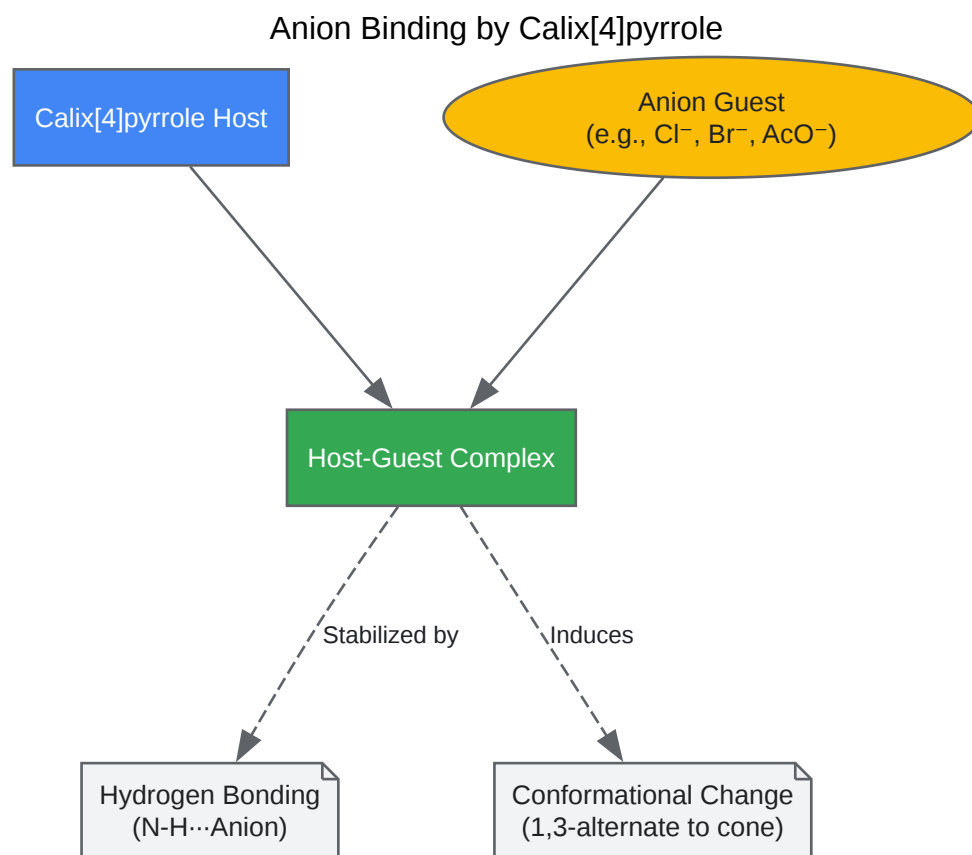 Anion Binding by Calix[4]pyrrole
Calix[4]pyrrole Host
Anion Guest
(e.g., Cl⁻, Br⁻, AcO⁻)
Host-Guest Complex
Stabilized by
Induces
Hydrogen Bonding
(N-H···Anion)
Conformational Change
(1,3-alternate to cone)